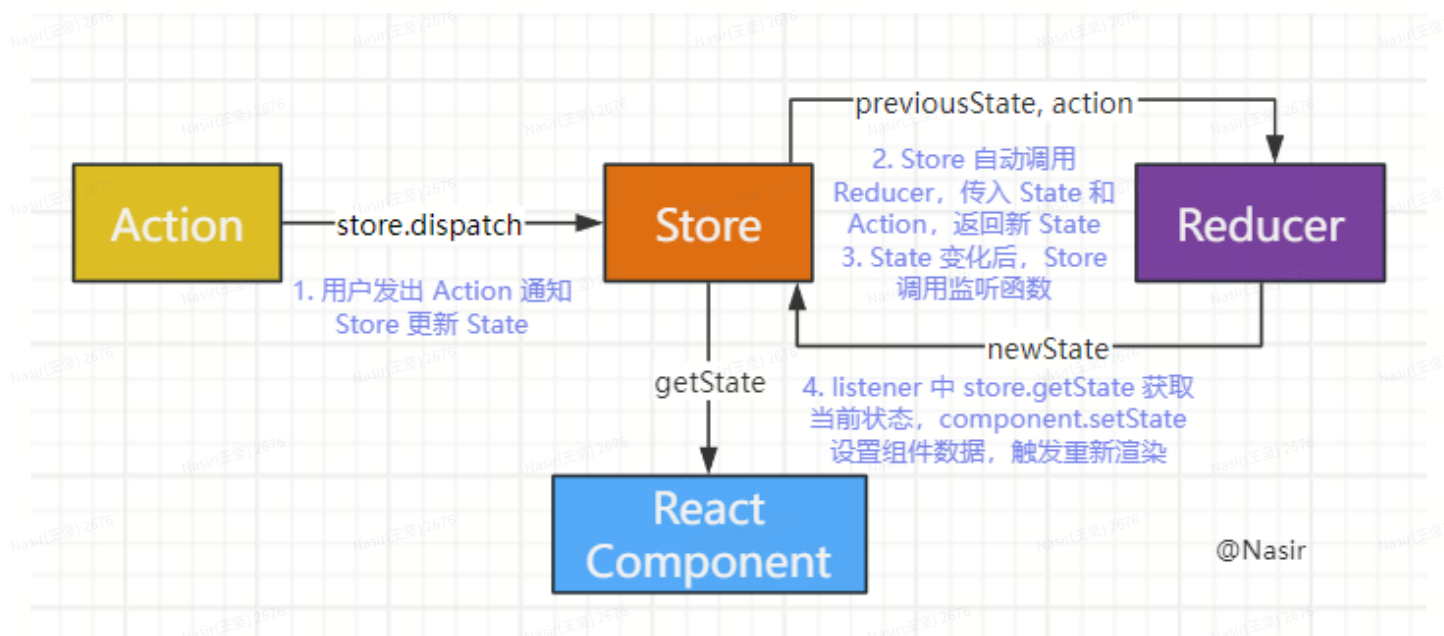 previousState, action
2. Store 自动调用
Reducer，传入 State 和
Action，返回新 State
3. State 变化后，Store
调用监听函数
Action
store.dispatch
Store
Reducer
1. 用户发出 Action 通知
Store 更新 State
newState
getState
4. listener 中 store.getState 获取
当前状态，component.setState
设置组件数据，触发重新渲染
React
Component
@Nasir
Nasir(王坚) 2676